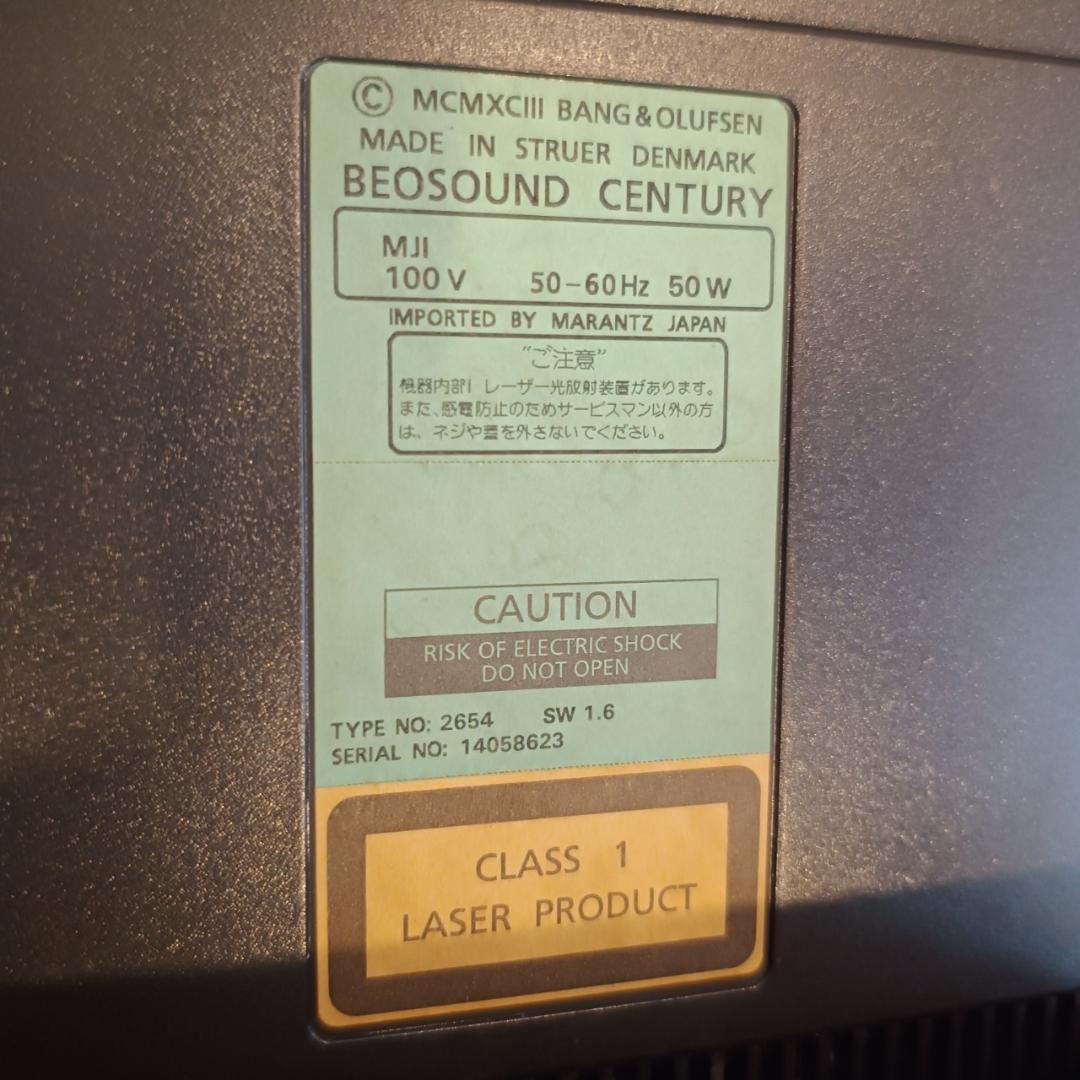 © MCMXCIII BANG & OLUFSEN
MADE IN STRUER DENMARK
BEOSOUND CENTURY
MJI
100 V 50-60Hz 50 W
IMPORTED BY MARANTZ JAPAN
"ご注意"
機器内部に レーザー光放射装置があります。
また、感電防止のためサービスマン以外の方
は、ネジや蓋を外さないでください。
CAUTION
RISK OF ELECTRIC SHOCK
DO NOT OPEN
TYPE NO: 2654 SW 1.6
SERIAL NO: 14058623
CLASS 1
LASER PRODUCT